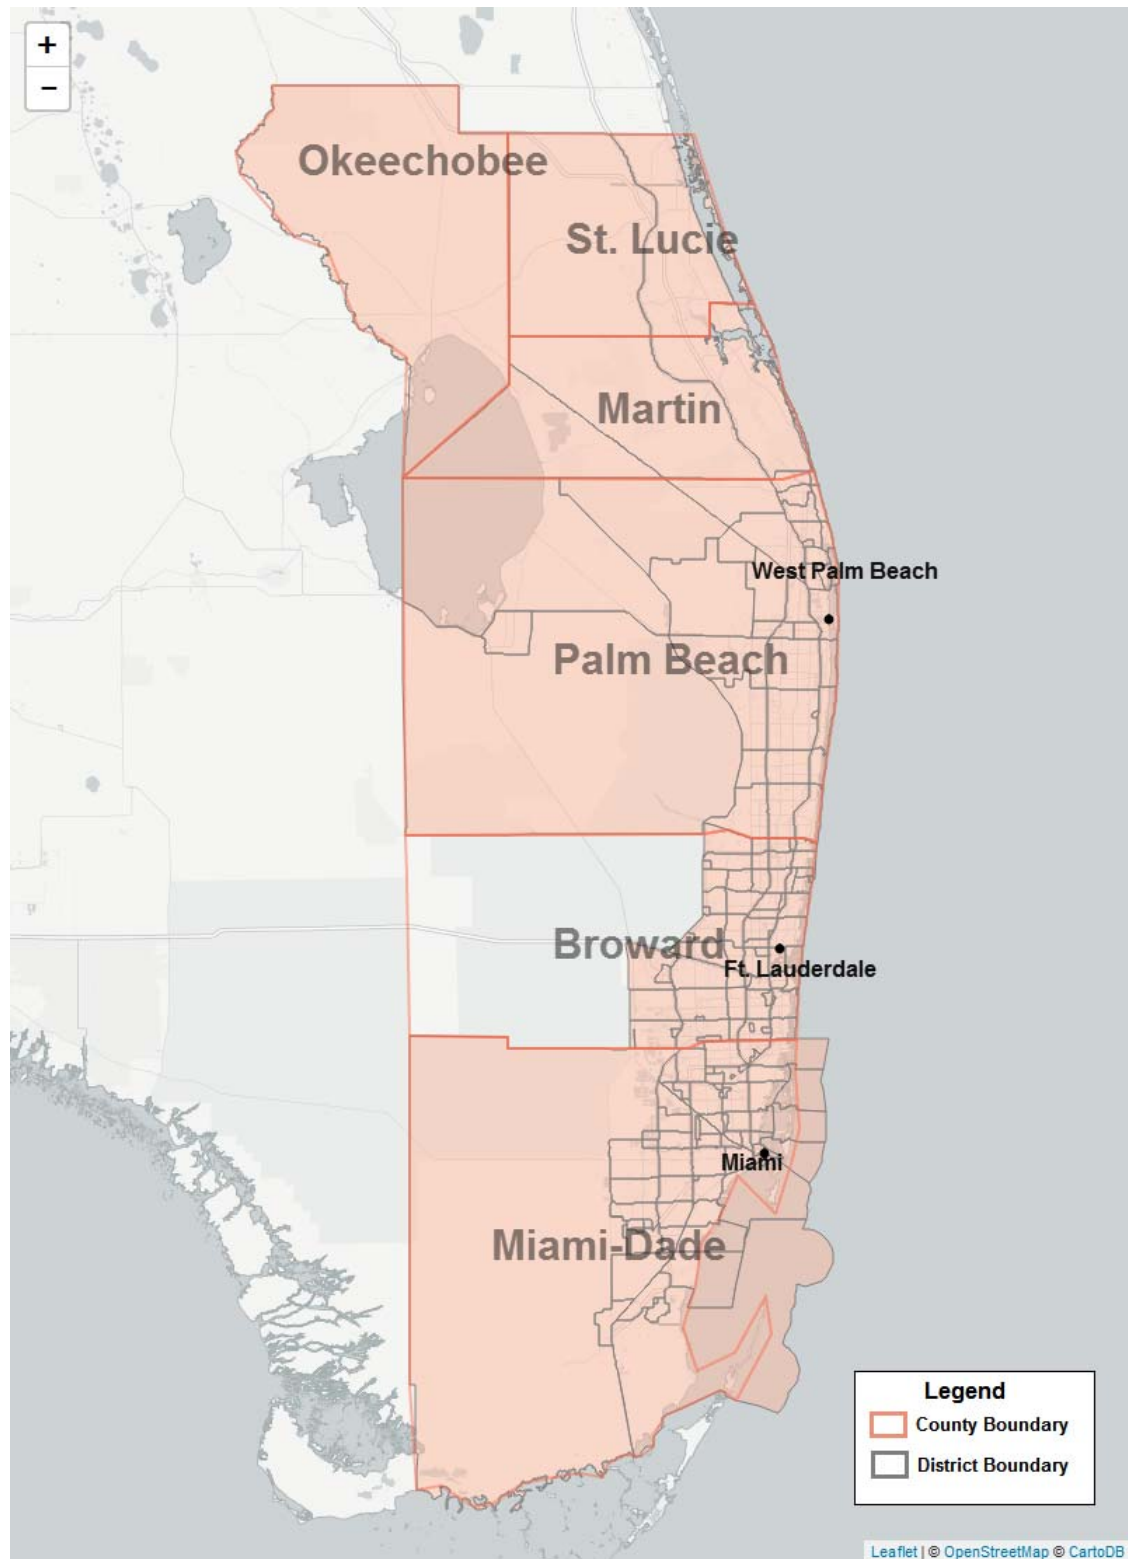 +
−
Okeechobee
St. Lucie
Martin
West Palm Beach
Palm Beach
Broward
Ft. Lauderdale
Miami
Miami-Dade
Legend
County Boundary
District Boundary
Leaflet | © OpenStreetMap © CartoDB